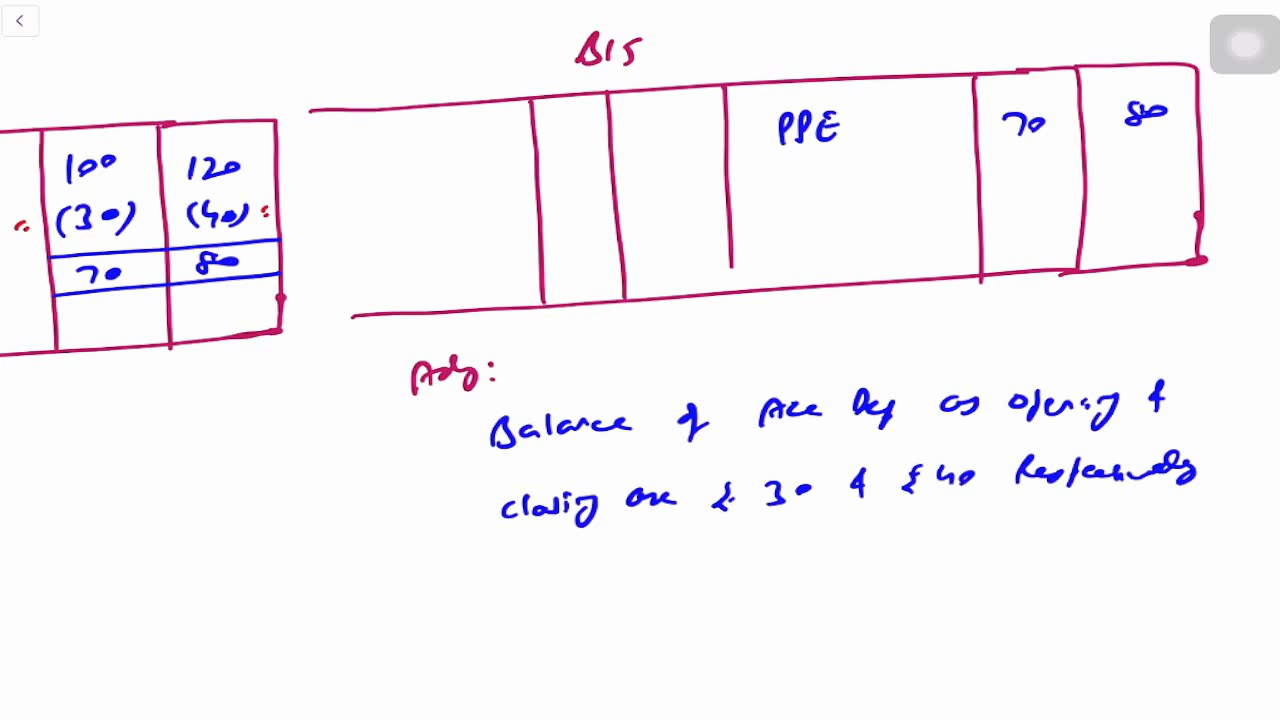 B/S
100 120
(30) (40)
70 80
PPE 70 80
Adj:
Balance of Acc Dep as opening &
closing are £ 30 & £ 40 Respectively